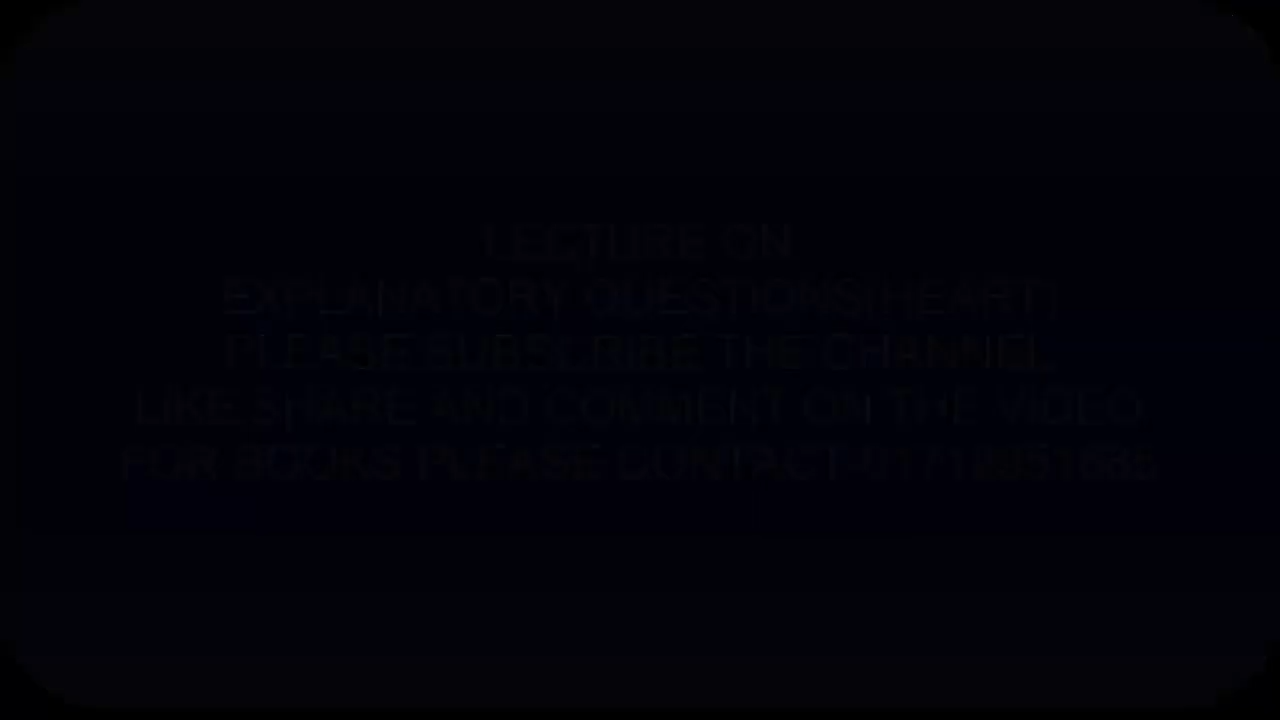 LECTURE ON
EXPLANATORY QUESTIONS(HEART)
PLEASE SUBSCRIBE THE CHANNEL
LIKE,SHARE AND COMMENT ON THE VIDEO
FOR BOOKS PLEASE CONTACT